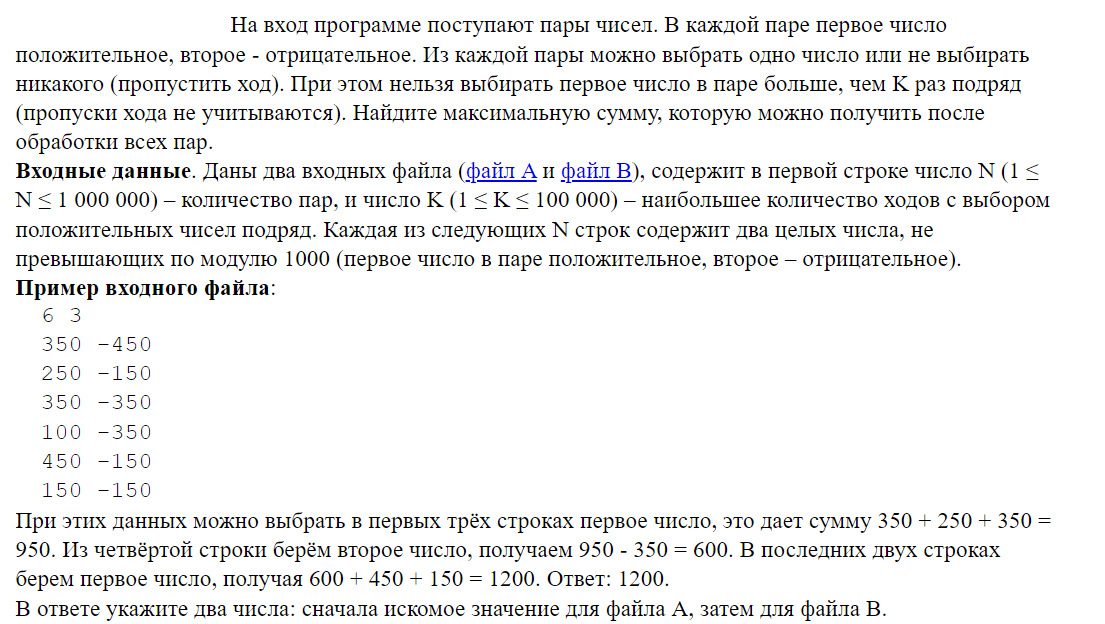 На вход программе поступают пары чисел. В каждой паре первое число
положительное, второе - отрицательное. Из каждой пары можно выбрать одно число или не выбирать
никакого (пропустить ход). При этом нельзя выбирать первое число в паре больше, чем K раз подряд
(пропуски хода не учитываются). Найдите максимальную сумму, которую можно получить после
обработки всех пар.
Входные данные. Даны два входных файла (файл A и файл B), содержит в первой строке число N (1 ≤
N ≤ 1 000 000) – количество пар, и число K (1 ≤ K ≤ 100 000) – наибольшее количество ходов с выбором
положительных чисел подряд. Каждая из следующих N строк содержит два целых числа, не
превышающих по модулю 1000 (первое число в паре положительное, второе – отрицательное).
Пример входного файла:
6 3
350 -450
250 -150
350 -350
100 -350
450 -150
150 -150
При этих данных можно выбрать в первых трёх строках первое число, это дает сумму 350 + 250 + 350 =
950. Из четвёртой строки берём второе число, получаем 950 - 350 = 600. В последних двух строках
берем первое число, получая 600 + 450 + 150 = 1200. Ответ: 1200.
В ответе укажите два числа: сначала искомое значение для файла A, затем для файла B.